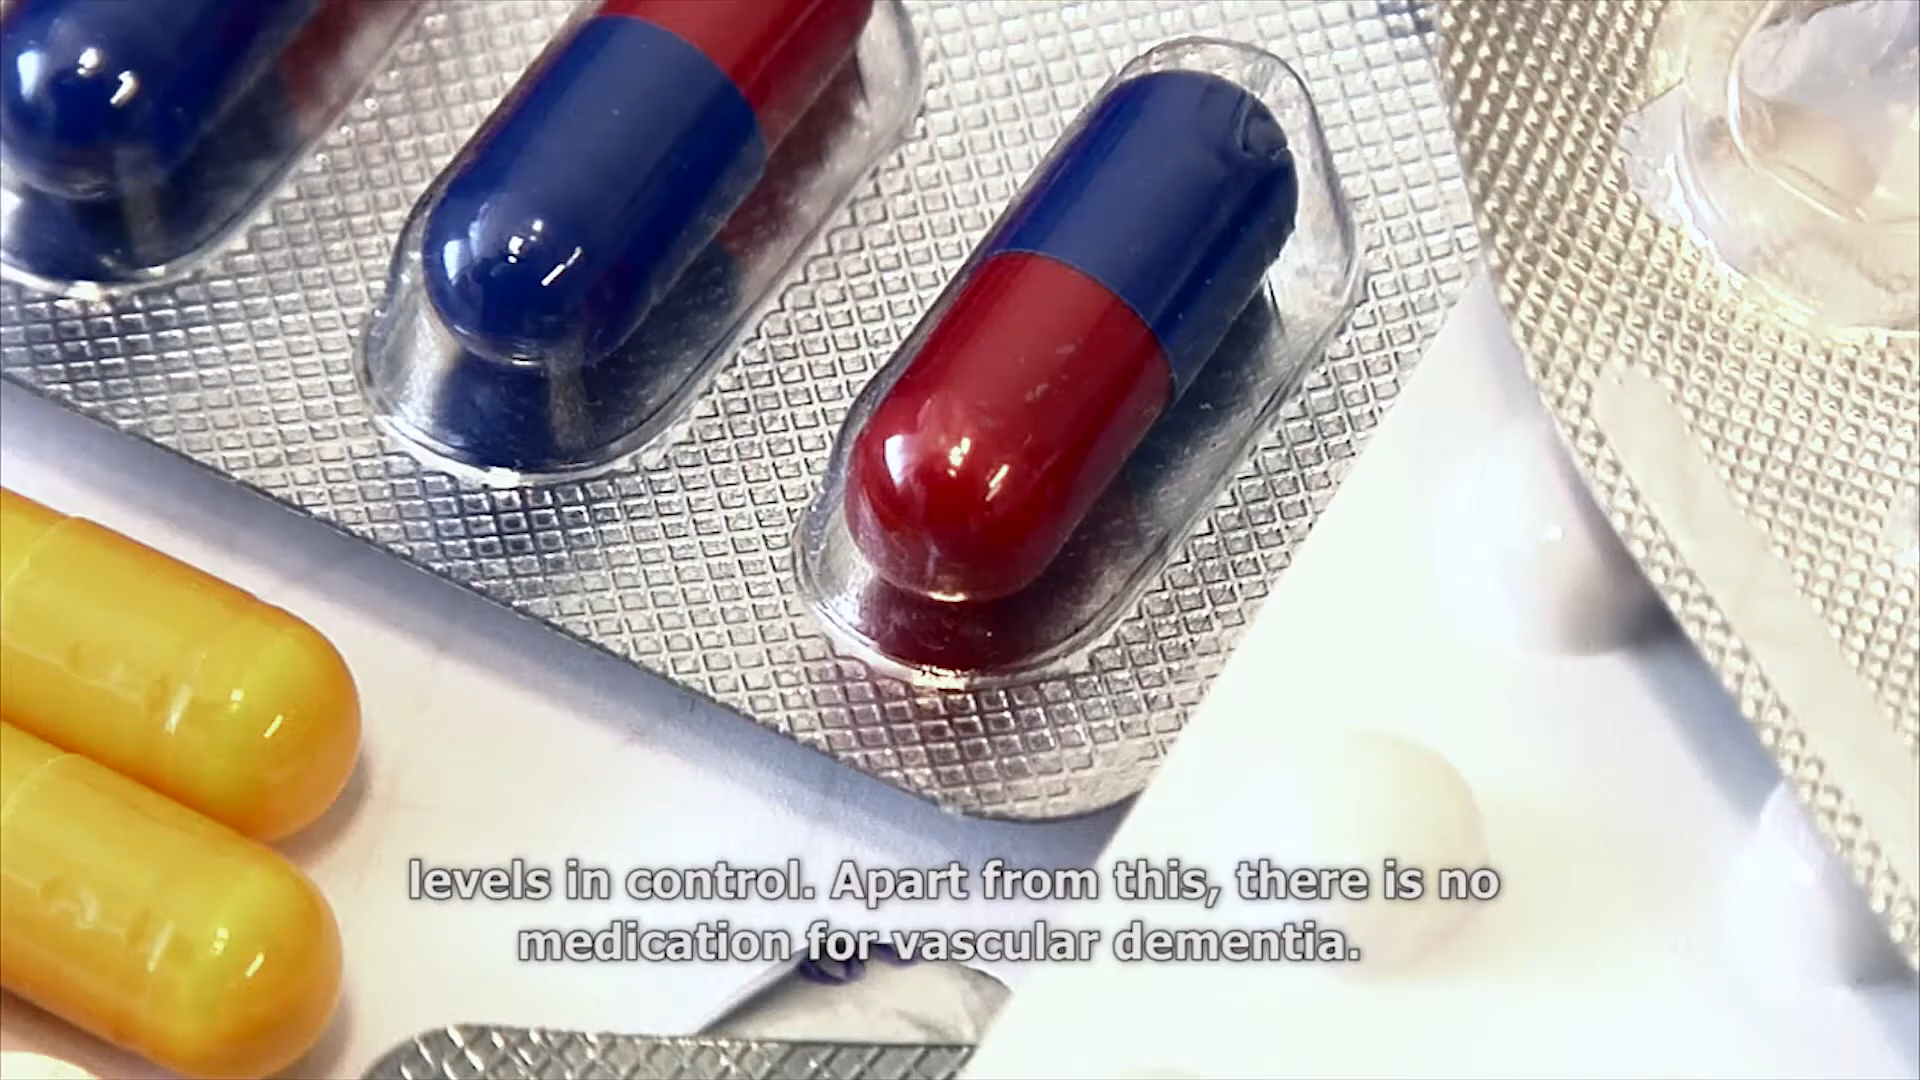 levels in control. Apart from this, there is no
medication for vascular dementia.